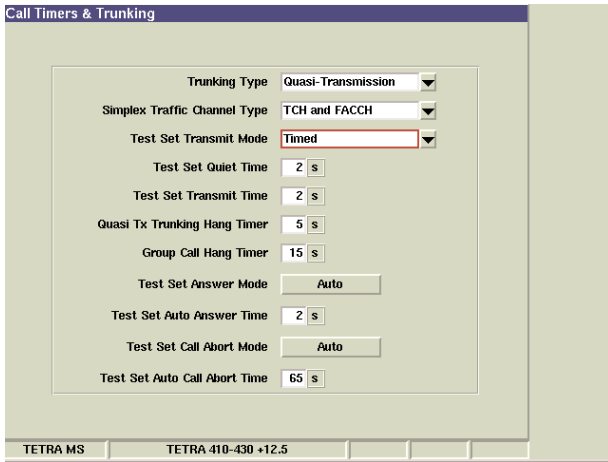 Call Timers & Trunking
Trunking Type Quasi-Transmission
Simplex Traffic Channel Type TCH and FACCH
Test Set Transmit Mode Timed
Test Set Quiet Time 2 s
Test Set Transmit Time 2 s
Quasi Tx Trunking Hang Timer 5 s
Group Call Hang Timer 15 s
Test Set Answer Mode Auto
Test Set Auto Answer Time 2 s
Test Set Call Abort Mode Auto
Test Set Auto Call Abort Time 65 s
TETRA MS TETRA 410-430 +12.5